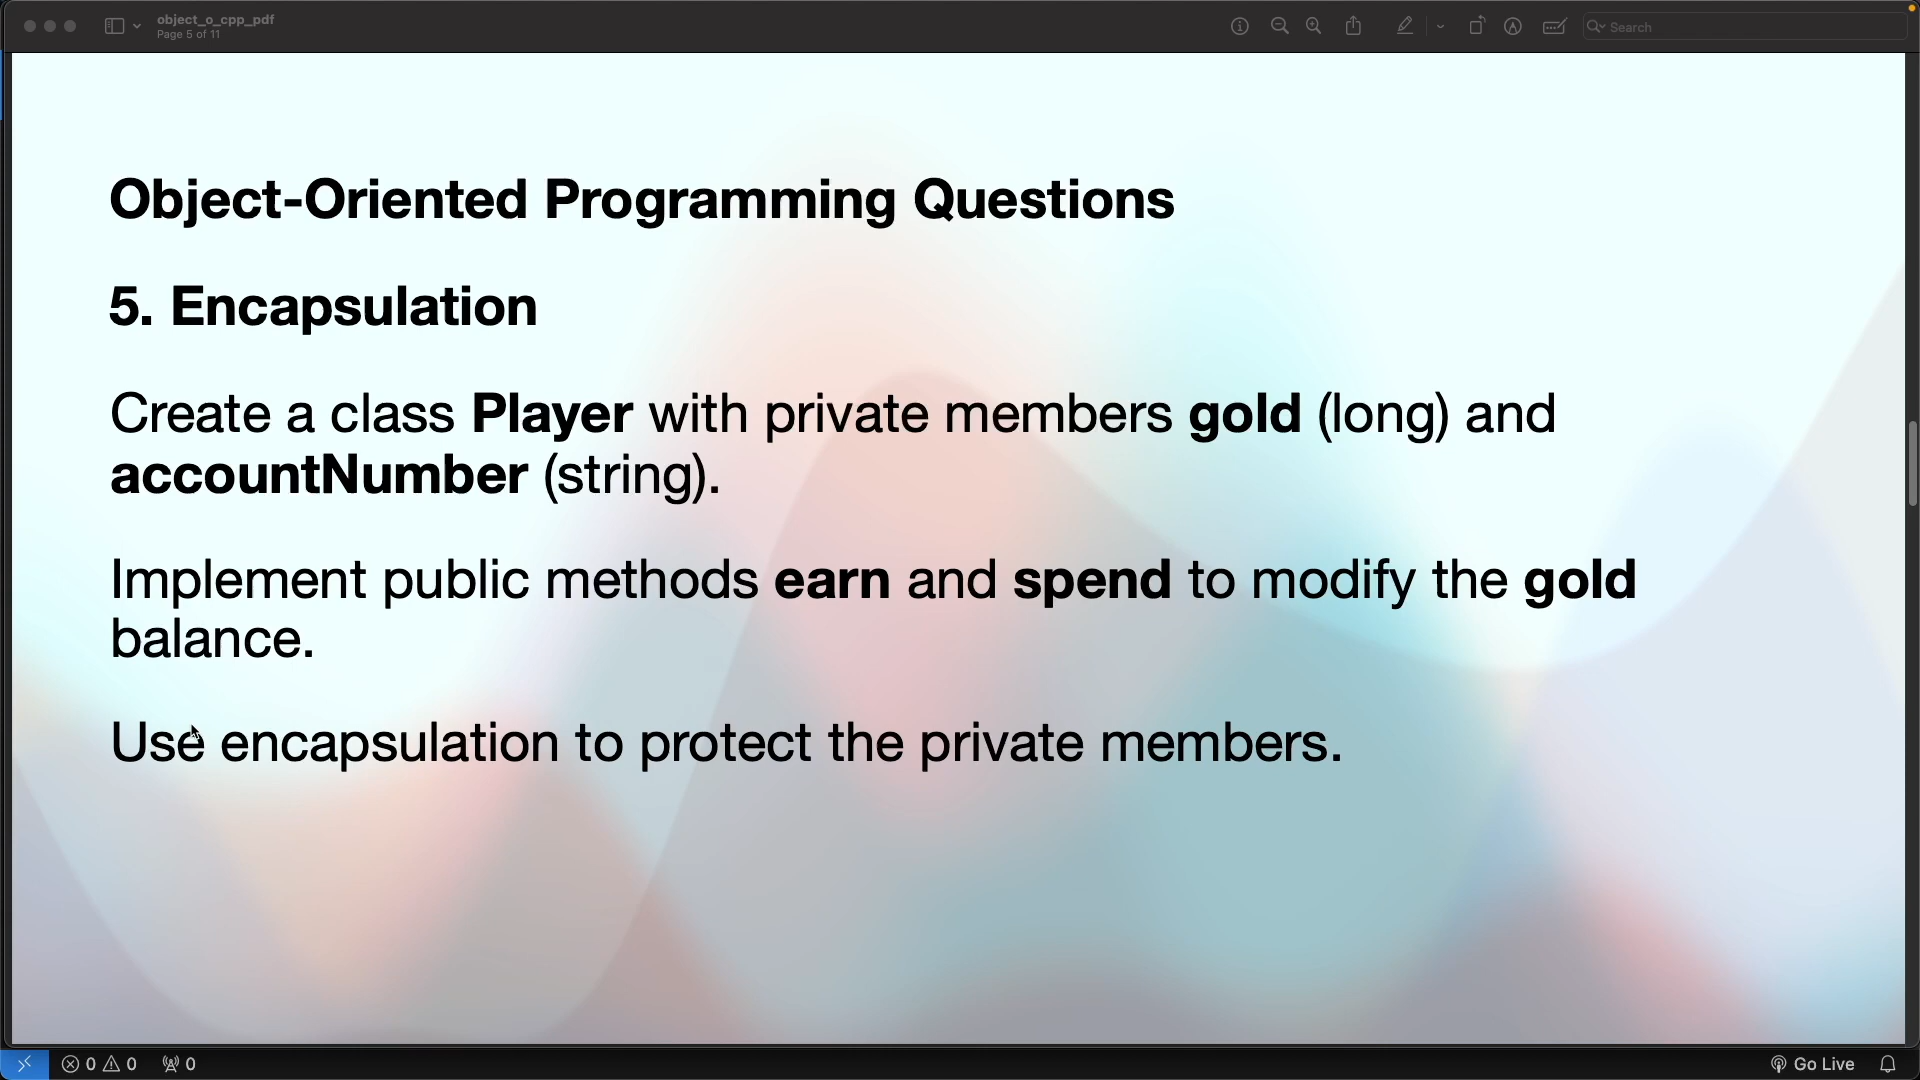 object_o_cpp_pdf
Page 5 of 11
Search
Object-Oriented Programming Questions
5. Encapsulation
Create a class Player with private members gold (long) and
accountNumber (string).
Implement public methods earn and spend to modify the gold
balance.
Use encapsulation to protect the private members.
0 0 0 Go Live